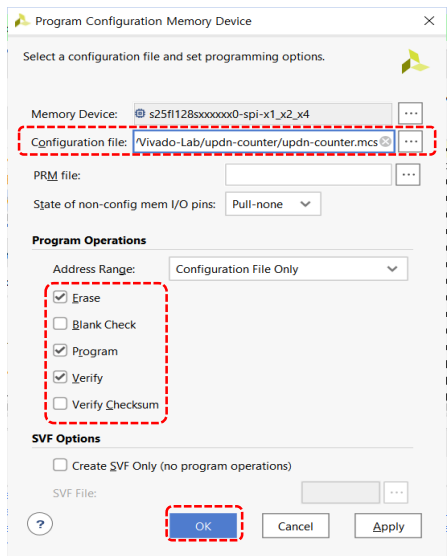 Program Configuration Memory Device
Select a configuration file and set programming options.
Memory Device: s25fl128sxxxxxx0-spi-x1_x2_x4 ...
Configuration file: /Vivado-Lab/updn-counter/updn-counter.mcs ...
PRM file: ...
State of non-config mem I/O pins: Pull-none
Program Operations
Address Range: Configuration File Only
Erase
Blank Check
Program
Verify
Verify Checksum
SVF Options
Create SVF Only (no program operations)
SVF File: ...
? OK Cancel Apply